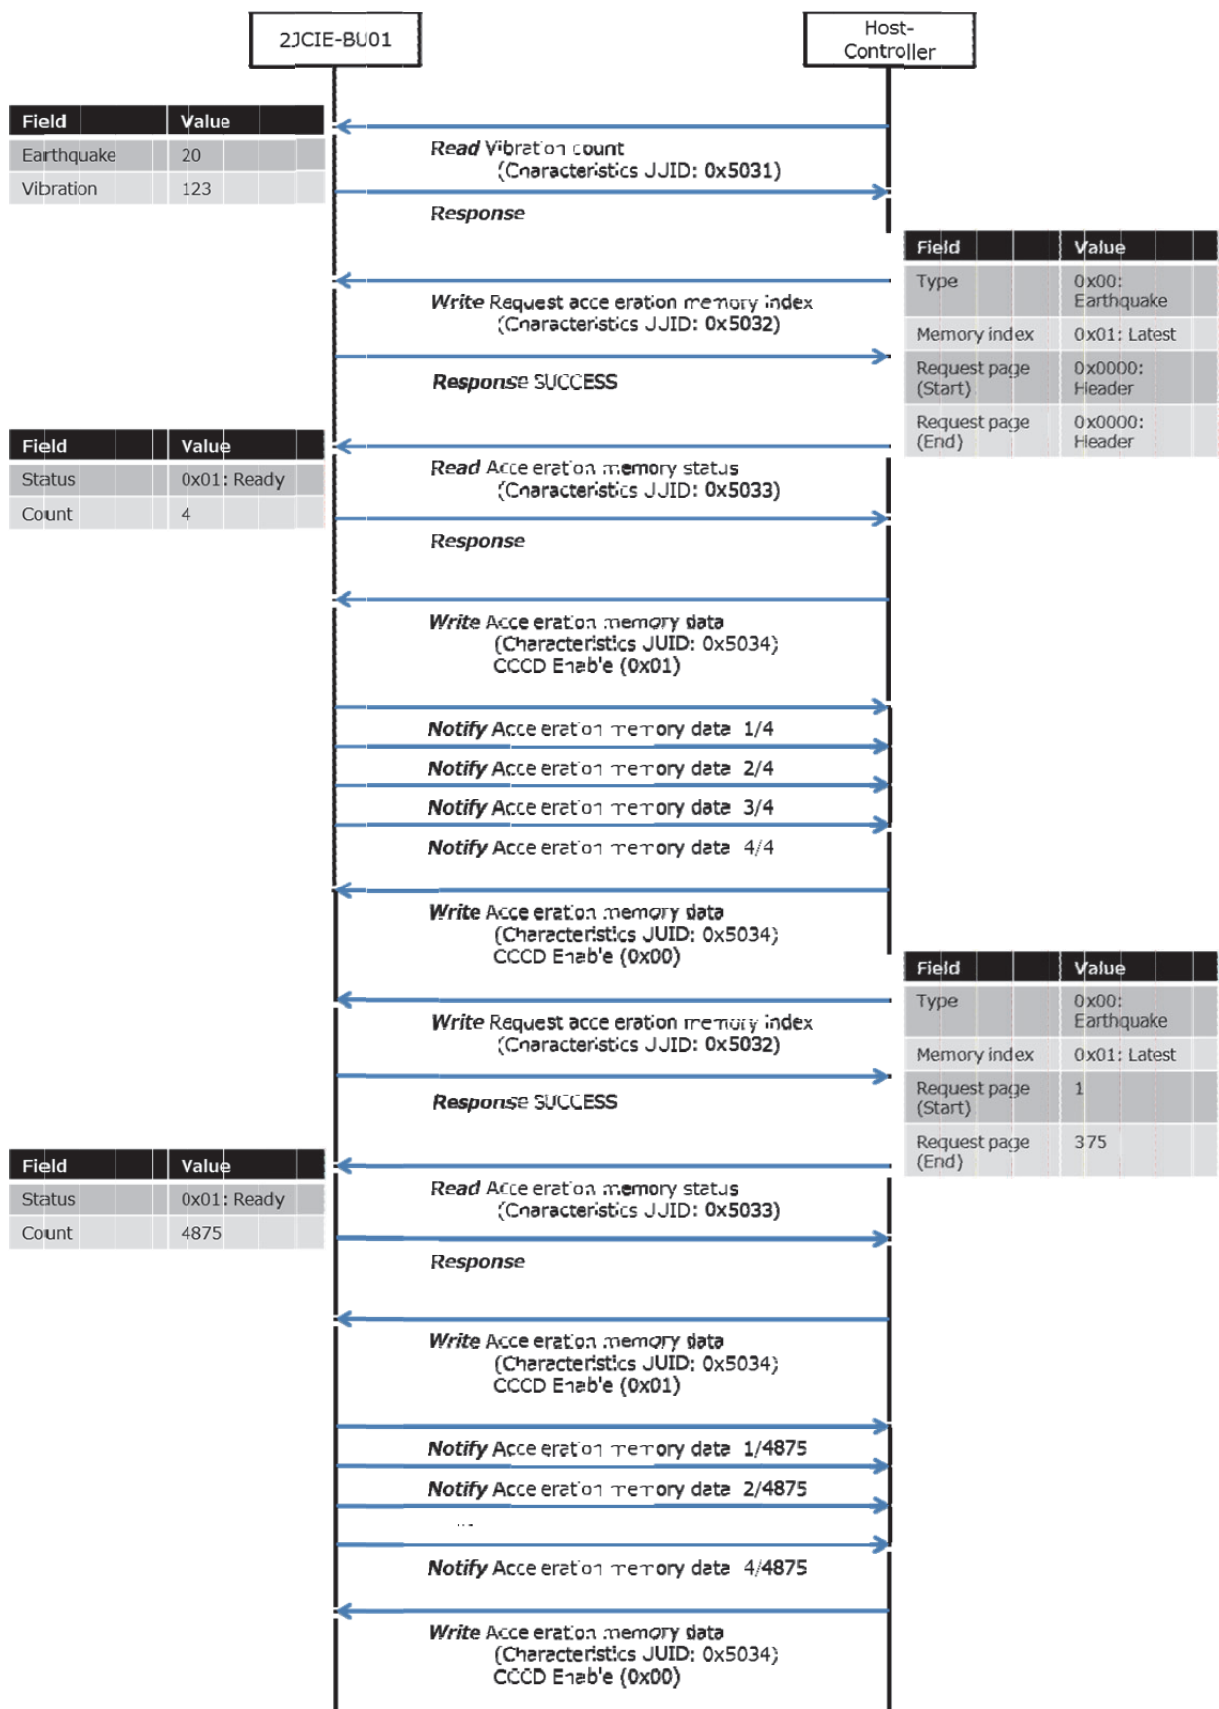 2JCIE-BU01
Host-
Controller
Field Value
Earthquake 20
Vibration 123
Read Vibration count
(Characteristics UUID: 0x5031)
Response
Field Value
Type 0x00:
Earthquake
Memory index 0x01: Latest
Request page
(Start) 0x0000:
Header
Request page
(End) 0x0000:
Header
Write Request acceleration memory index
(Characteristics UUID: 0x5032)
Response SUCCESS
Field Value
Status 0x01: Ready
Count 4
Read Acceleration memory status
(Characteristics UUID: 0x5033)
Response
Write Acceleration memory data
(Characteristics UUID: 0x5034)
CCCD Enable (0x01)
Notify Acceleration memory data 1/4
Notify Acceleration memory data 2/4
Notify Acceleration memory data 3/4
Notify Acceleration memory data 4/4
Write Acceleration memory data
(Characteristics UUID: 0x5034)
CCCD Enable (0x00)
Field Value
Type 0x00:
Earthquake
Memory index 0x01: Latest
Request page
(Start) 1
Request page
(End) 375
Write Request acceleration memory index
(Characteristics UUID: 0x5032)
Response SUCCESS
Field Value
Status 0x01: Ready
Count 4875
Read Acceleration memory status
(Characteristics UUID: 0x5033)
Response
Write Acceleration memory data
(Characteristics UUID: 0x5034)
CCCD Enable (0x01)
Notify Acceleration memory data 1/4875
Notify Acceleration memory data 2/4875
...
Notify Acceleration memory data 4/4875
Write Acceleration memory data
(Characteristics UUID: 0x5034)
CCCD Enable (0x00)